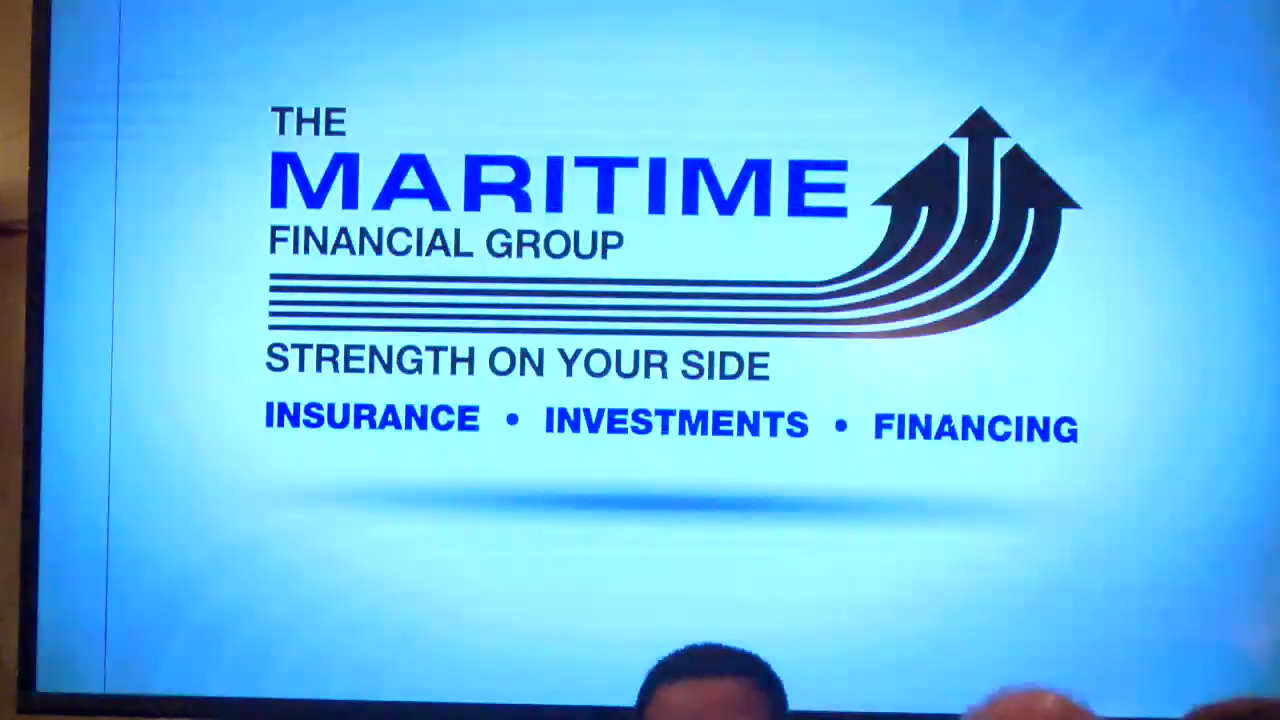 THE
MARITIME
FINANCIAL GROUP
STRENGTH ON YOUR SIDE
INSURANCE • INVESTMENTS • FINANCING